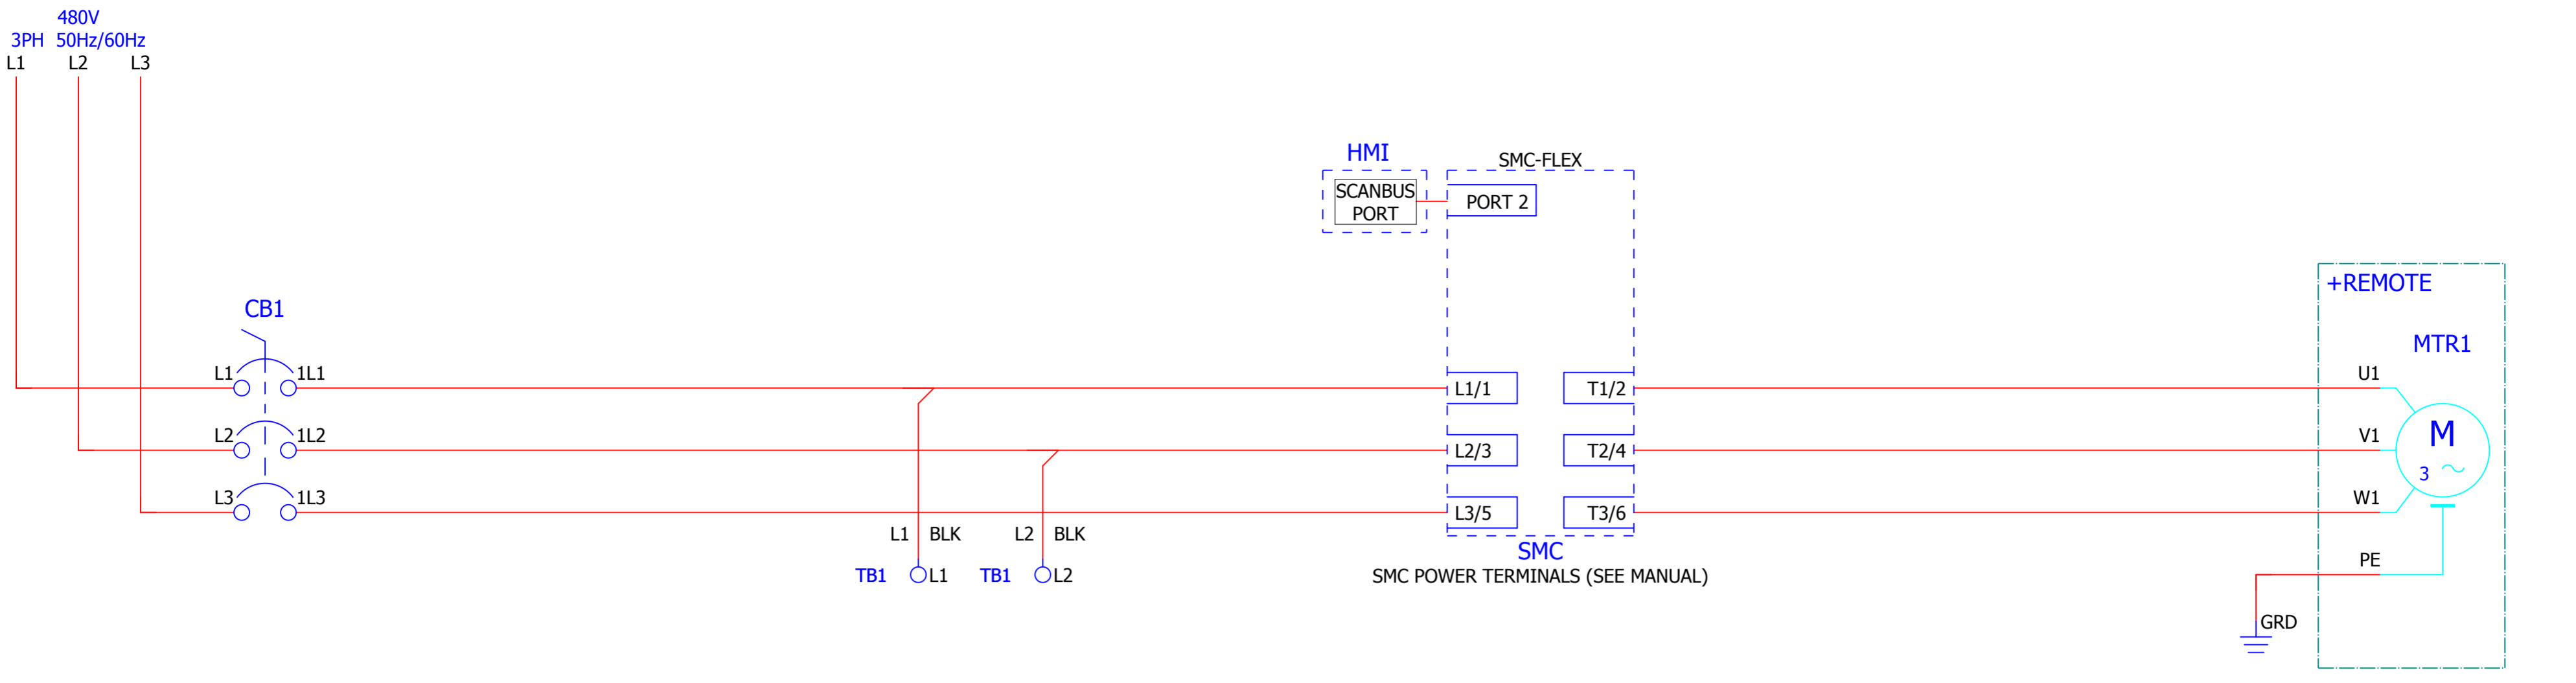 480V
3PH 50Hz/60Hz
L1 L2 L3
HMI
SCANBUS
PORT
SMC-FLEX
PORT 2
+REMOTE
MTR1
CB1
L1 1L1
L1/1 T1/2
U1
L2 1L2
L2/3 T2/4
V1
M
3
L3 1L3
L3/5 T3/6
W1
L1 BLK L2 BLK
TB1 L1 TB1 L2
SMC
SMC POWER TERMINALS (SEE MANUAL)
PE
GRD